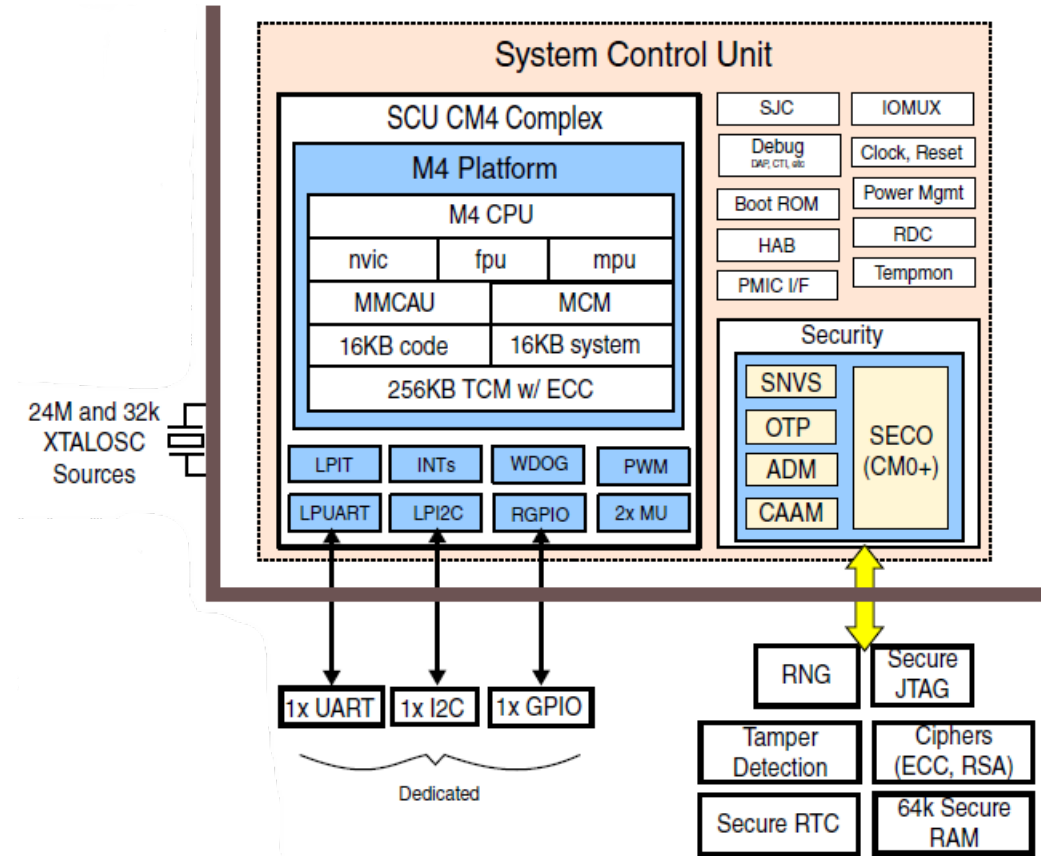 System Control Unit
SCU CM4 Complex
M4 Platform
M4 CPU
nvic
fpu
mpu
MMCAU
MCM
16KB code
16KB system
256KB TCM w/ ECC
LPIT
INTs
WDOG
PWM
LPUART
LPI2C
RGPIO
2x MU
SJC
IOMUX
Debug
DAP, CTI, etc
Clock, Reset
Boot ROM
Power Mgmt
HAB
RDC
PMIC I/F
Tempmon
Security
SNVS
OTP
ADM
CAAM
SECO
(CM0+)
24M and 32k
XTALOSC
Sources
1x UART
1x I2C
1x GPIO
Dedicated
RNG
Secure
JTAG
Tamper
Detection
Ciphers
(ECC, RSA)
Secure RTC
64k Secure
RAM